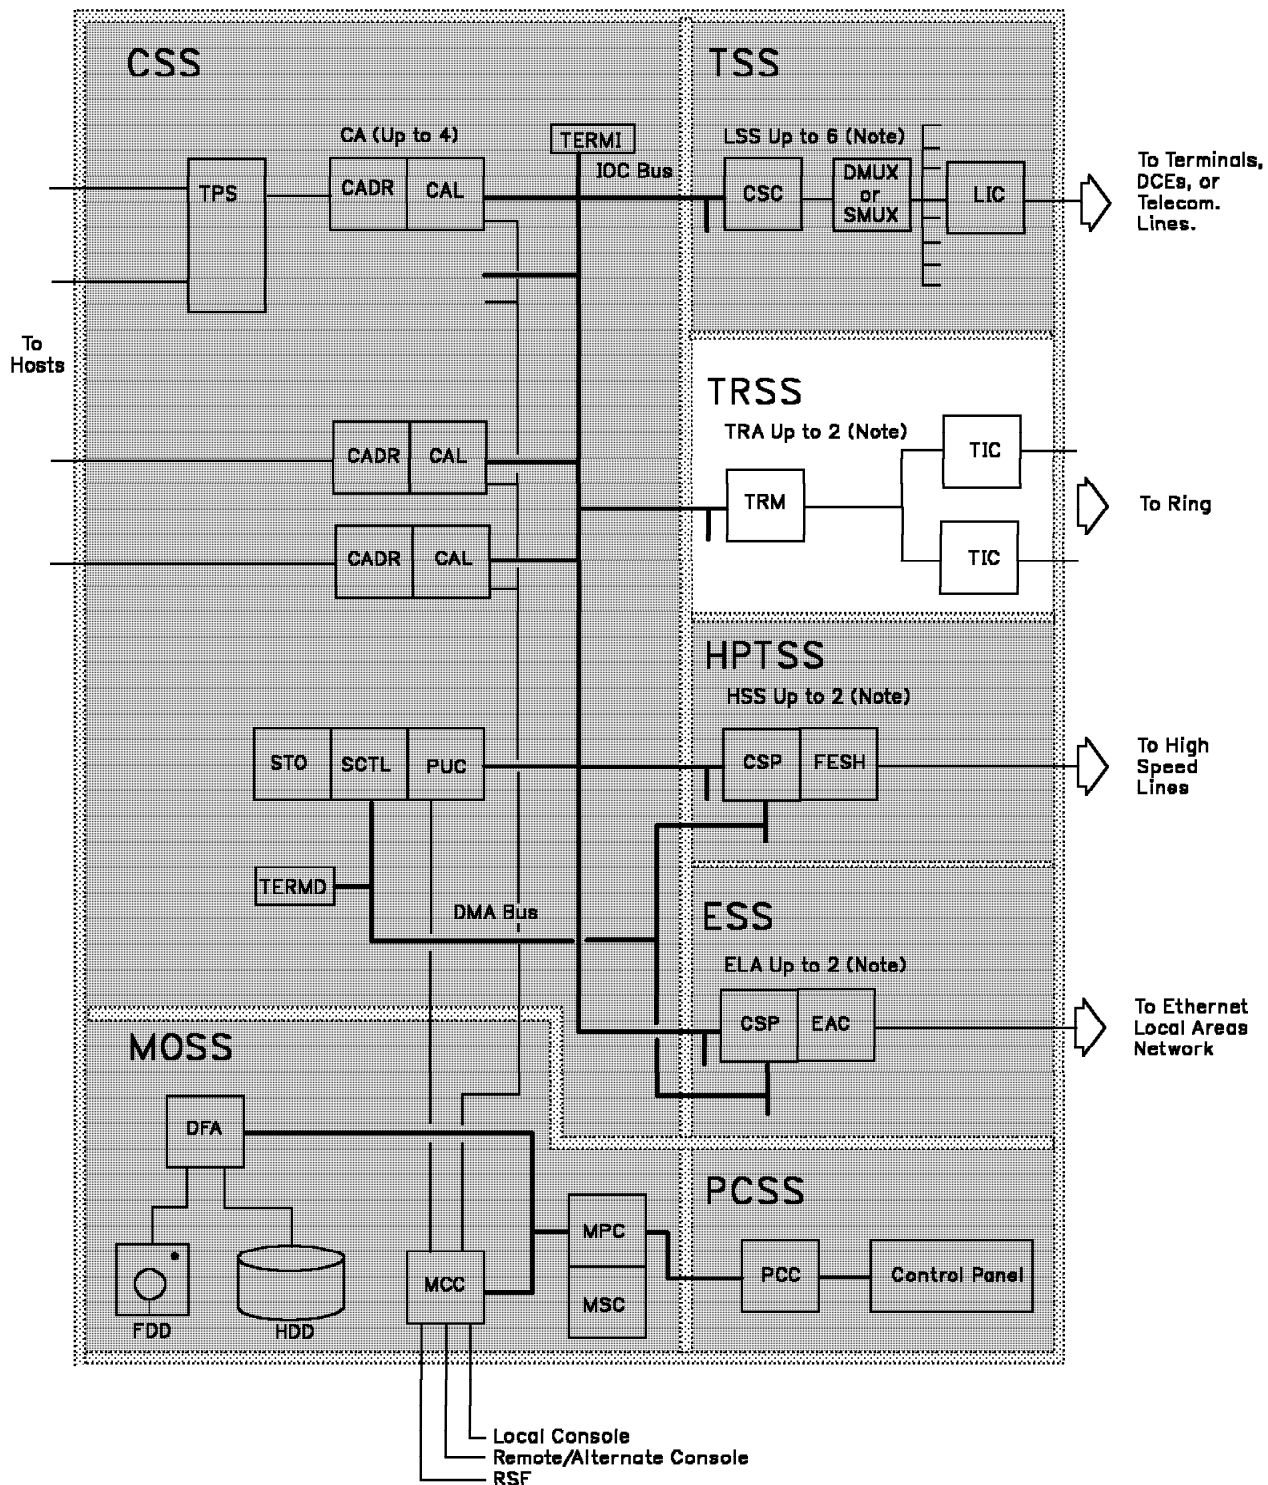 CSS
CA (Up to 4)
TERMI
IOC Bus
TPS
CADR
CAL
To
Hosts
CADR
CAL
CADR
CAL
STO
SCTL
PUC
TERMD
DMA Bus
TSS
LSS Up to 6 (Note)
CSC
DMUX
or
SMUX
LIC
To Terminals,
DCEs, or
Telecom.
Lines.
TRSS
TRA Up to 2 (Note)
TRM
TIC
TIC
To Ring
HPTSS
HSS Up to 2 (Note)
CSP
FESH
To High
Speed
Lines
ESS
ELA Up to 2 (Note)
CSP
EAC
To Ethernet
Local Areas
Network
MOSS
DFA
FDD
HDD
MCC
MPC
MSC
PCSS
PCC
Control Panel
Local Console
Remote/Alternate Console
RSF